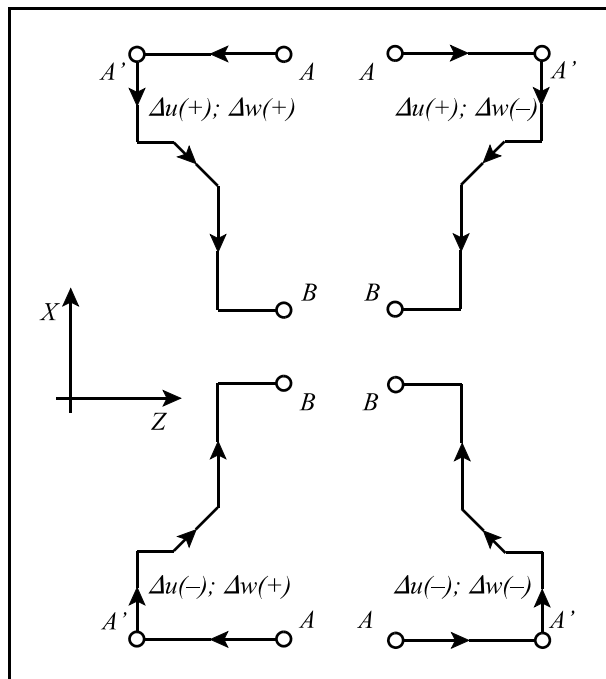 A' A A A'
Δu(+); Δw(+) Δu(+); Δw(–)
B B
X
Z
B B
Δu(–); Δw(+) Δu(–); Δw(–)
A' A A A'